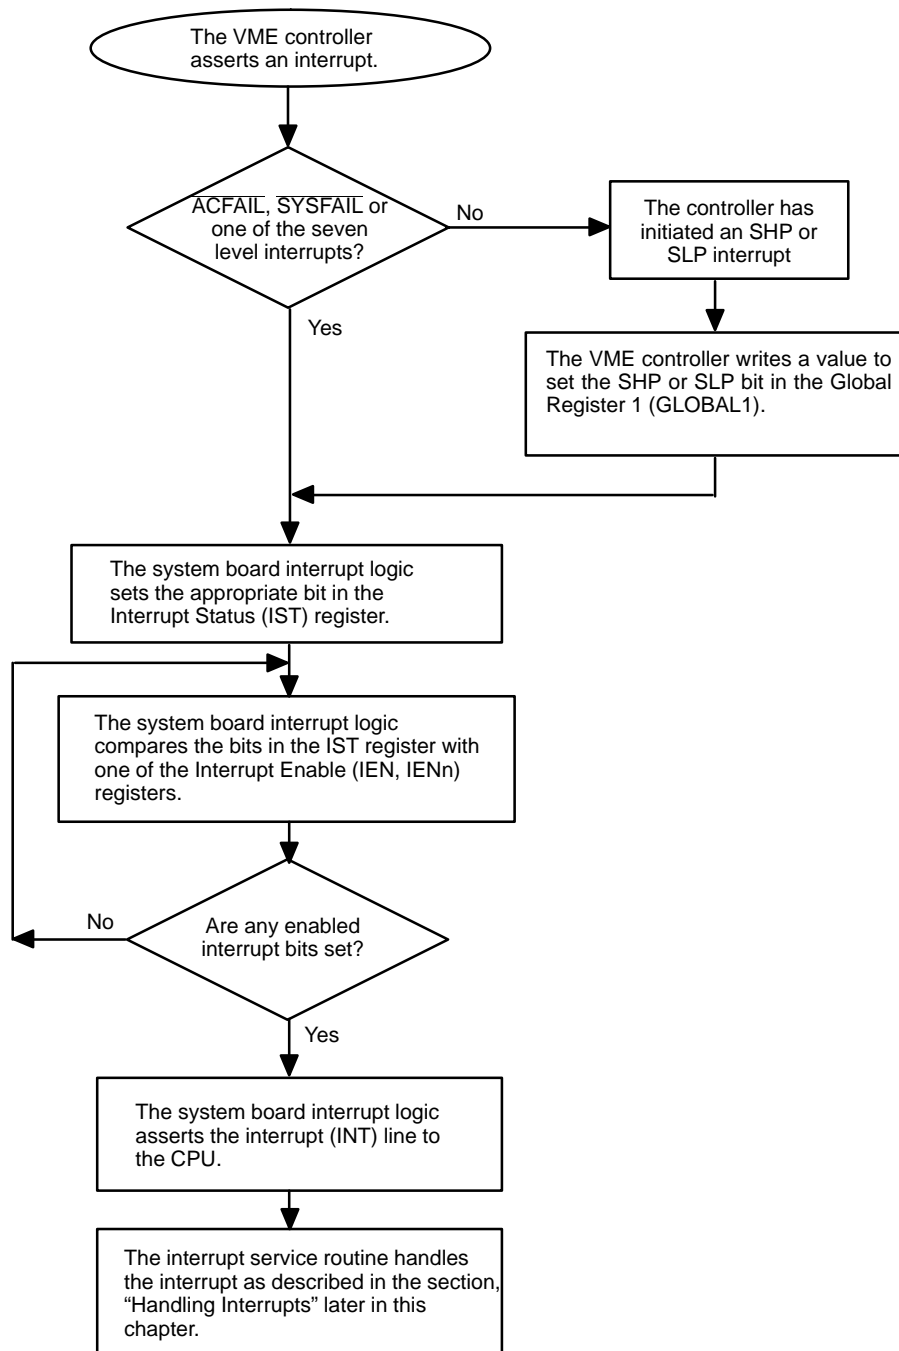 The VME controller
asserts an interrupt.
ACFAIL, SYSFAIL or
one of the seven
level interrupts?
No
The controller has
initiated an SHP or
SLP interrupt
Yes
The VME controller writes a value to
set the SHP or SLP bit in the Global
Register 1 (GLOBAL1).
The system board interrupt logic
sets the appropriate bit in the
Interrupt Status (IST) register.
The system board interrupt logic
compares the bits in the IST register with
one of the Interrupt Enable (IEN, IENn)
registers.
No
Are any enabled
interrupt bits set?
Yes
The system board interrupt logic
asserts the interrupt (INT) line to
the CPU.
The interrupt service routine handles
the interrupt as described in the section,
“Handling Interrupts” later in this
chapter.